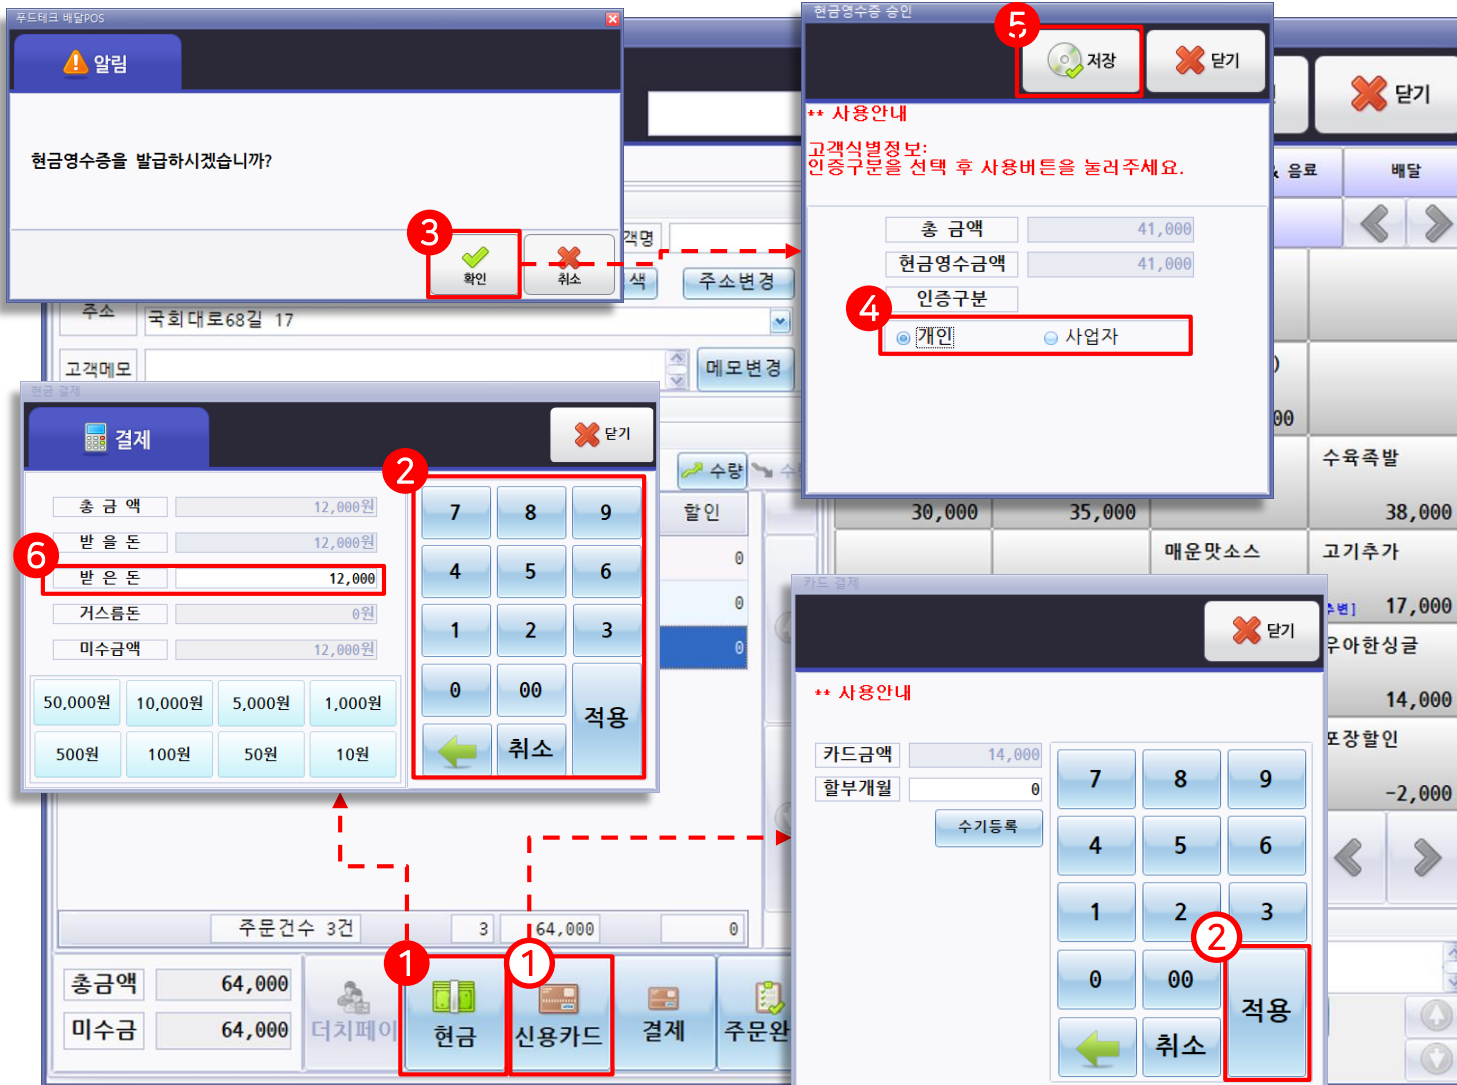 푸드테크 배달POS
알림
현금영수증을 발급하시겠습니까?
3
확인
취소
현금영수증 승인
5
저장
닫기
** 사용안내
고객식별정보:
인증구분을 선택 후 사용버튼을 눌러주세요.
총 금액
41,000
현금영수금액
41,000
인증구분
4
개인
사업자
닫기
음료
배달
객명
색
주소변경
주소
국회대로68길 17
고객메모
메모변경
수량
할인
0
0
0
현금 결제
결제
닫기
2
총 금 액
12,000원
받 을 돈
12,000원
6
받 은 돈
12,000
거스름돈
0원
미수금액
12,000원
50,000원
10,000원
5,000원
1,000원
500원
100원
50원
10원
7
8
9
4
5
6
1
2
3
0
00
적용
취소
)
00
수육족발
30,000
35,000
38,000
매운맛소스
고기추가
추변]
17,000
우아한싱글
14,000
포장할인
-2,000
카드 결제
닫기
** 사용안내
카드금액
14,000
할부개월
0
수기등록
7
8
9
4
5
6
1
2
3
2
0
00
적용
취소
주문건수 3건
3
64,000
0
1
1
총금액
64,000
미수금
64,000
더치페이
현금
신용카드
결제
주문완